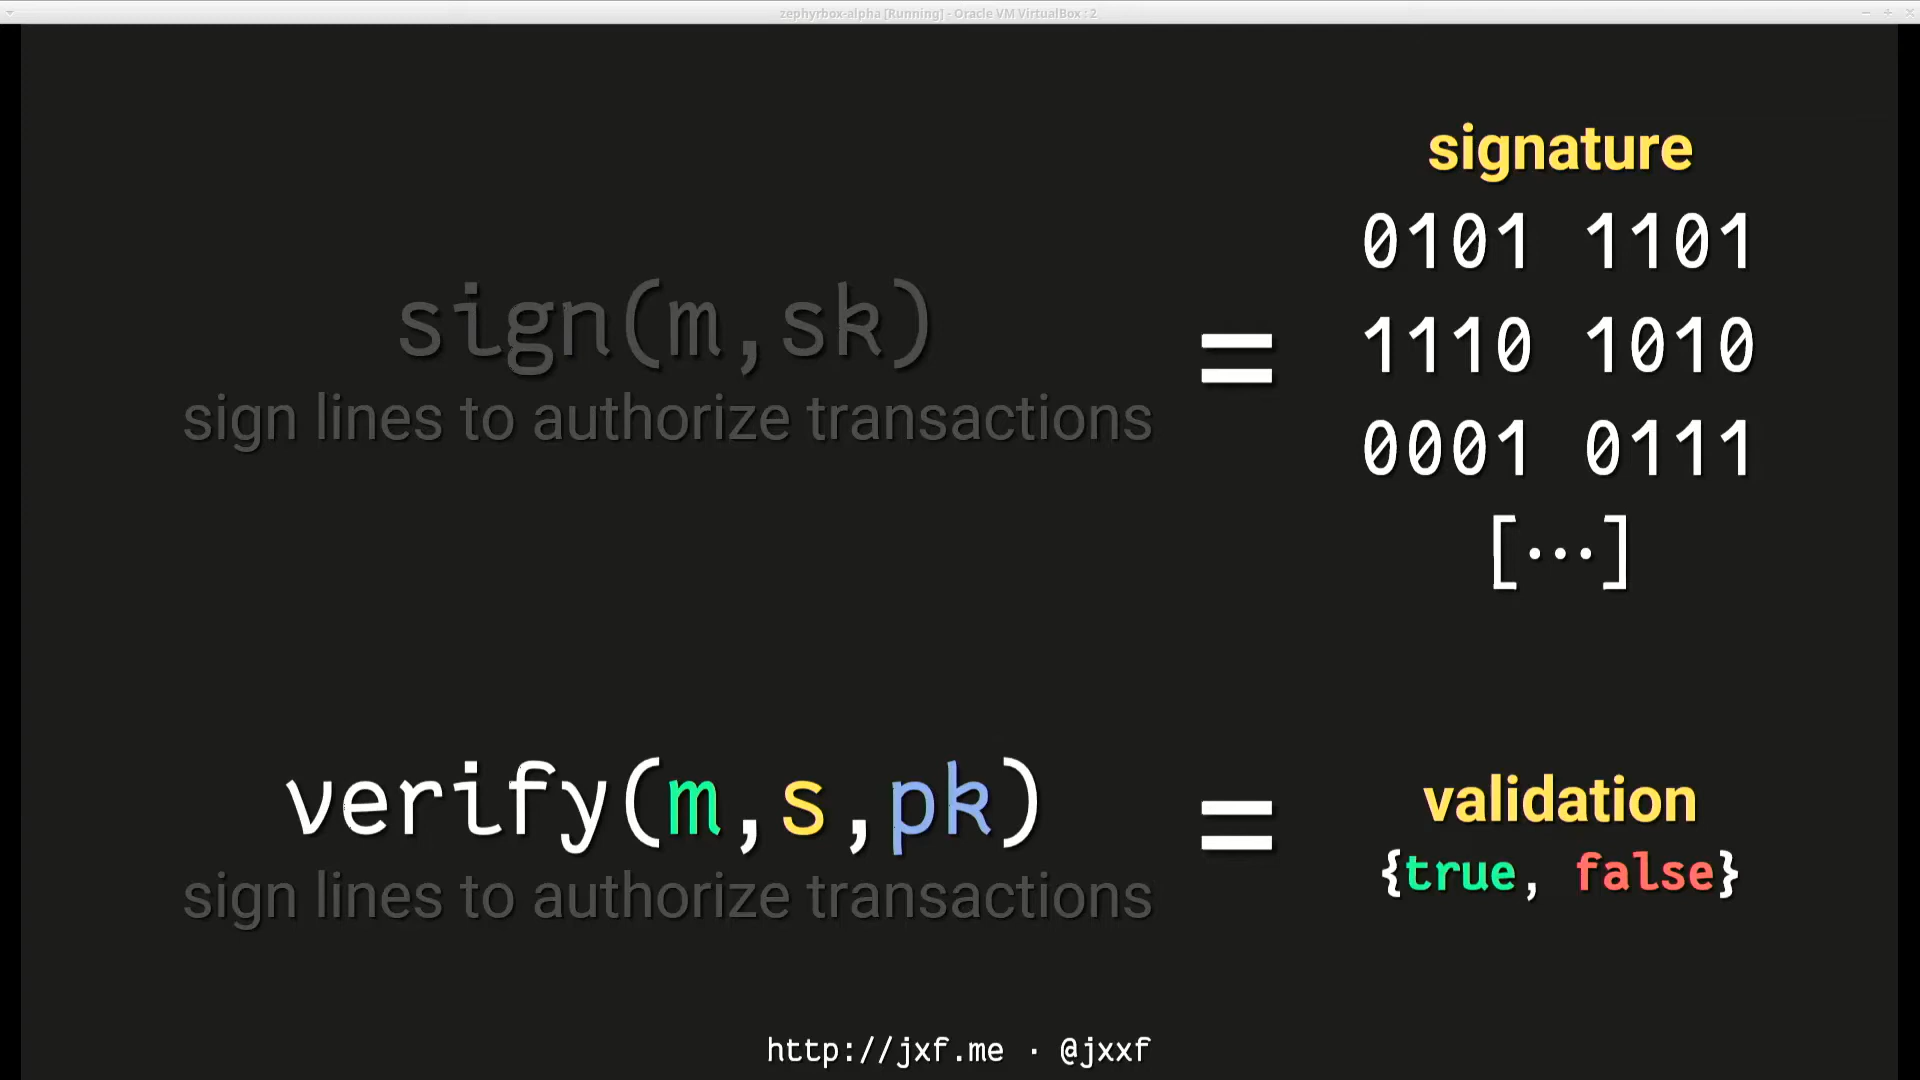 zephyrbox-alpha [Running] - Oracle VM VirtualBox : 2
signature
0101 1101
sign(m,sk)
=
1110 1010
sign lines to authorize transactions
0001 0111
[...]
verify(m,s,pk)
=
validation
{true, false}
sign lines to authorize transactions
http://jxf.me · @jxxf